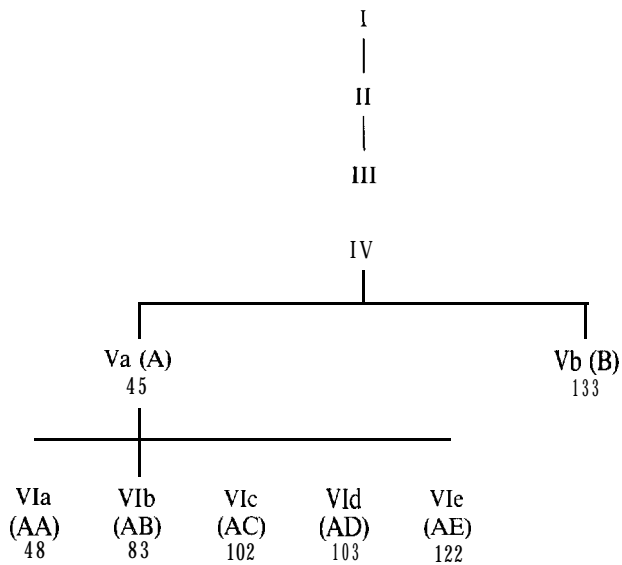 I
II
III
IV
Va (A)
45
Vb (B)
133
VIa
(AA)
48
VIb
(AB)
83
VIc
(AC)
102
VId
(AD)
103
VIe
(AE)
122